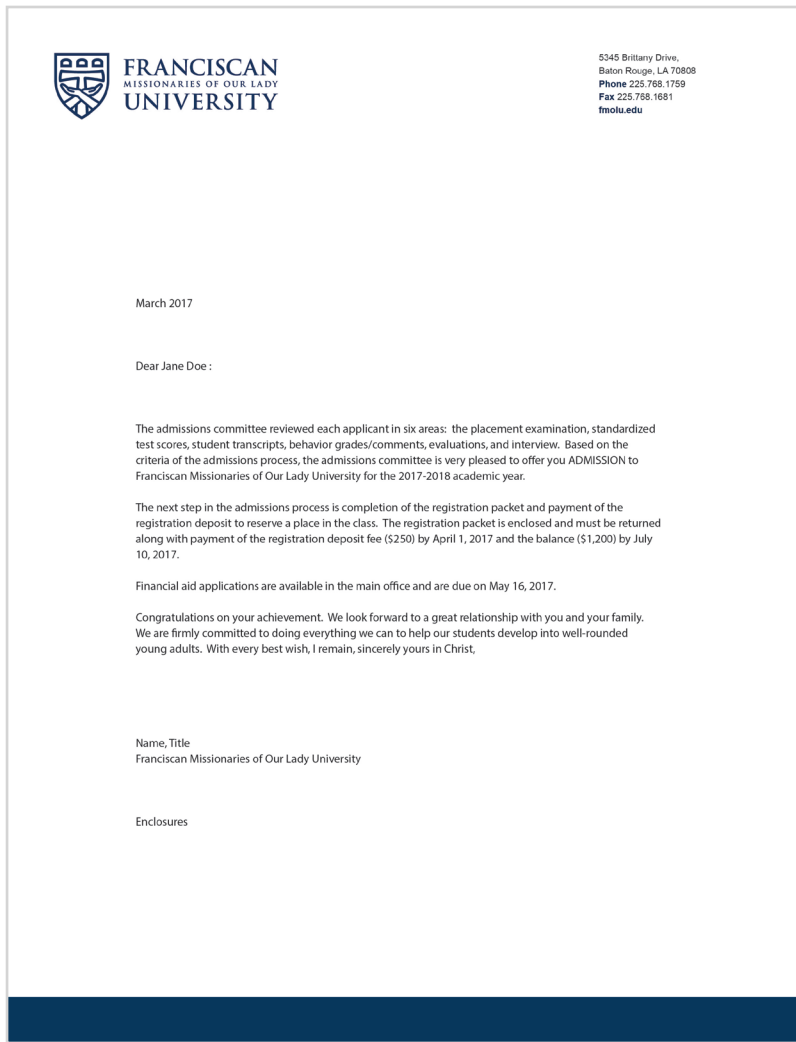 FRANCISCAN
MISSIONARIES OF OUR LADY
UNIVERSITY
5345 Brittany Drive,
Baton Rouge, LA 70808
Phone 225.768.1759
Fax 225.768.1681
fmolu.edu
March 2017
Dear Jane Doe :
The admissions committee reviewed each applicant in six areas:  the placement examination, standardized
test scores, student transcripts, behavior grades/comments, evaluations, and interview.  Based on the
criteria of the admissions process, the admissions committee is very pleased to offer you ADMISSION to
Franciscan Missionaries of Our Lady University for the 2017-2018 academic year.
The next step in the admissions process is completion of the registration packet and payment of the
registration deposit to reserve a place in the class.  The registration packet is enclosed and must be returned
along with payment of the registration deposit fee ($250) by April 1, 2017 and the balance ($1,200) by July
10, 2017.
Financial aid applications are available in the main office and are due on May 16, 2017.
Congratulations on your achievement.  We look forward to a great relationship with you and your family.
We are firmly committed to doing everything we can to help our students develop into well-rounded
young adults.  With every best wish, I remain, sincerely yours in Christ,
Name, Title
Franciscan Missionaries of Our Lady University
Enclosures